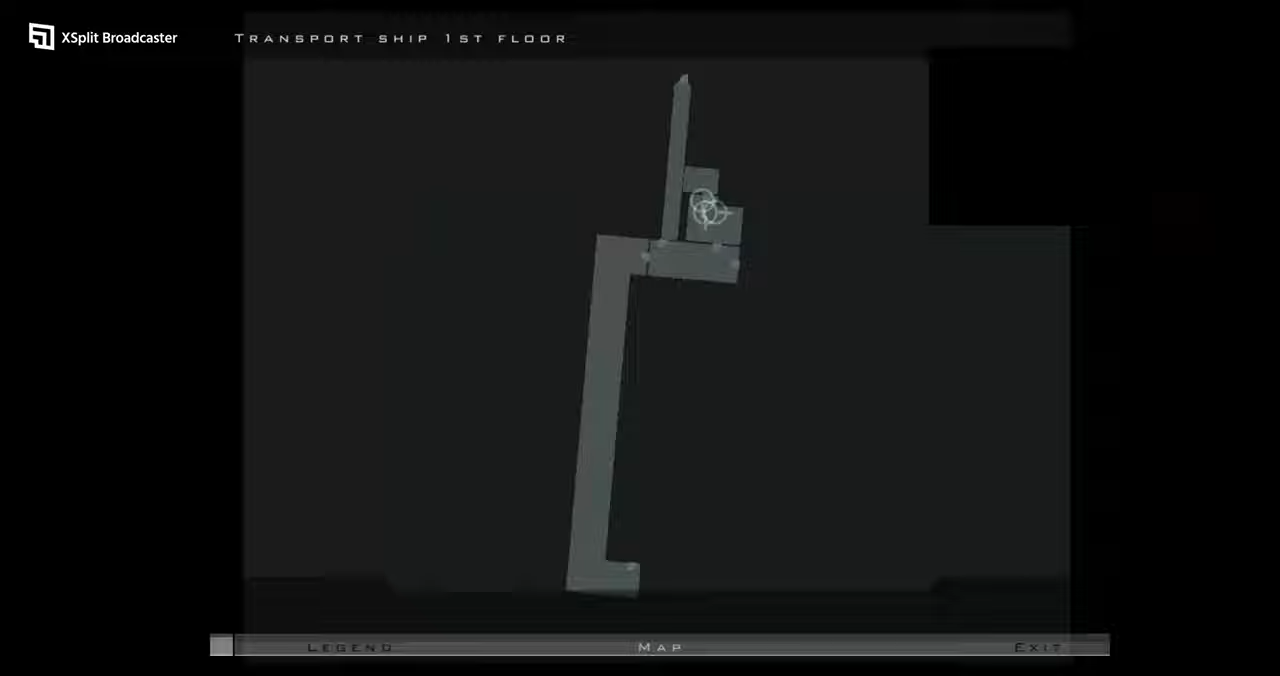 XSplit Broadcaster
TRANSPORT SHIP 1ST FLOOR
LEGEND
MAP
EXIT